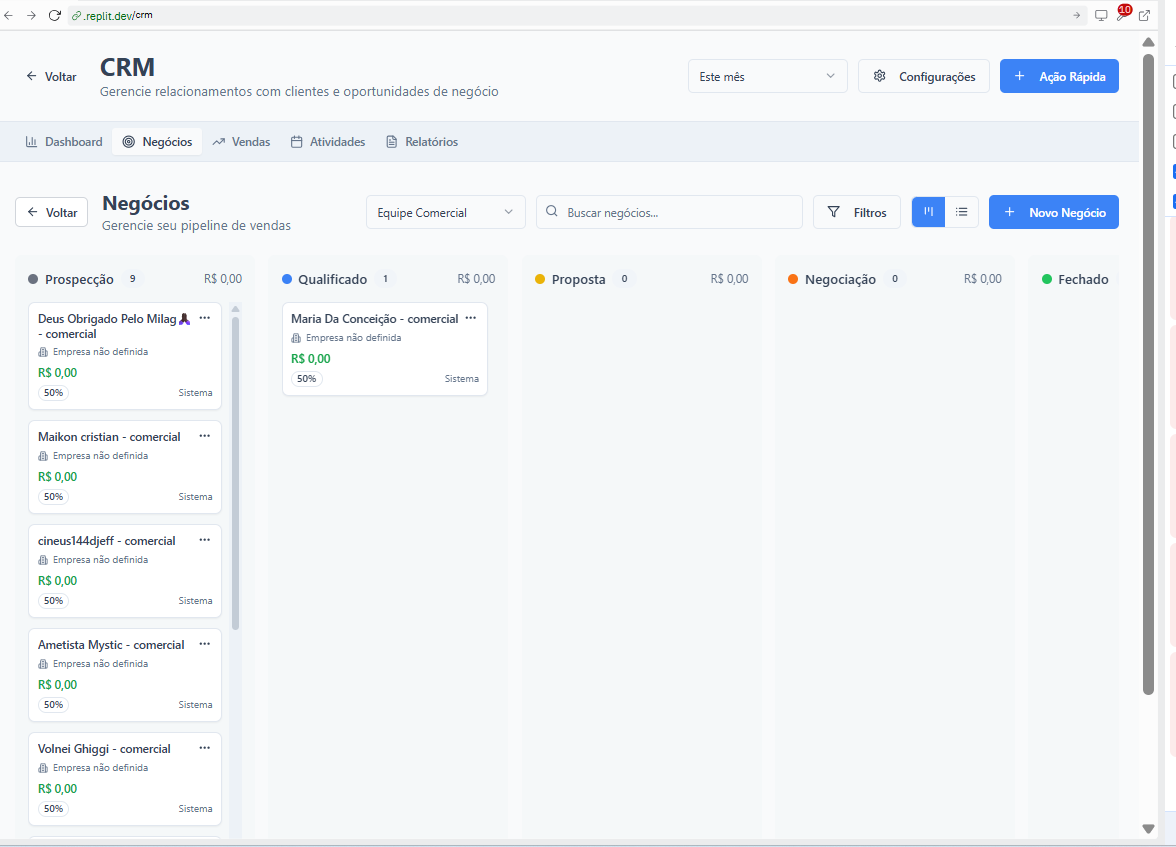 .replit.dev/crm
10
Voltar
CRM
Gerencie relacionamentos com clientes e oportunidades de negócio
Este mês
Configurações
Ação Rápida
Dashboard
Negócios
Vendas
Atividades
Relatórios
Voltar
Negócios
Gerencie seu pipeline de vendas
Equipe Comercial
Buscar negócios...
Filtros
Novo Negócio
Prospecção 9 R$ 0,00
Deus Obrigado Pelo Milag
- comercial
Empresa não definida
R$ 0,00
50% Sistema
Maikon cristian - comercial
Empresa não definida
R$ 0,00
50% Sistema
cineus144djeff - comercial
Empresa não definida
R$ 0,00
50% Sistema
Ametista Mystic - comercial
Empresa não definida
R$ 0,00
50% Sistema
Volnei Ghiggi - comercial
Empresa não definida
R$ 0,00
50% Sistema
Qualificado 1 R$ 0,00
Maria Da Conceição - comercial
Empresa não definida
R$ 0,00
50% Sistema
Proposta 0 R$ 0,00
Negociação 0 R$ 0,00
Fechado